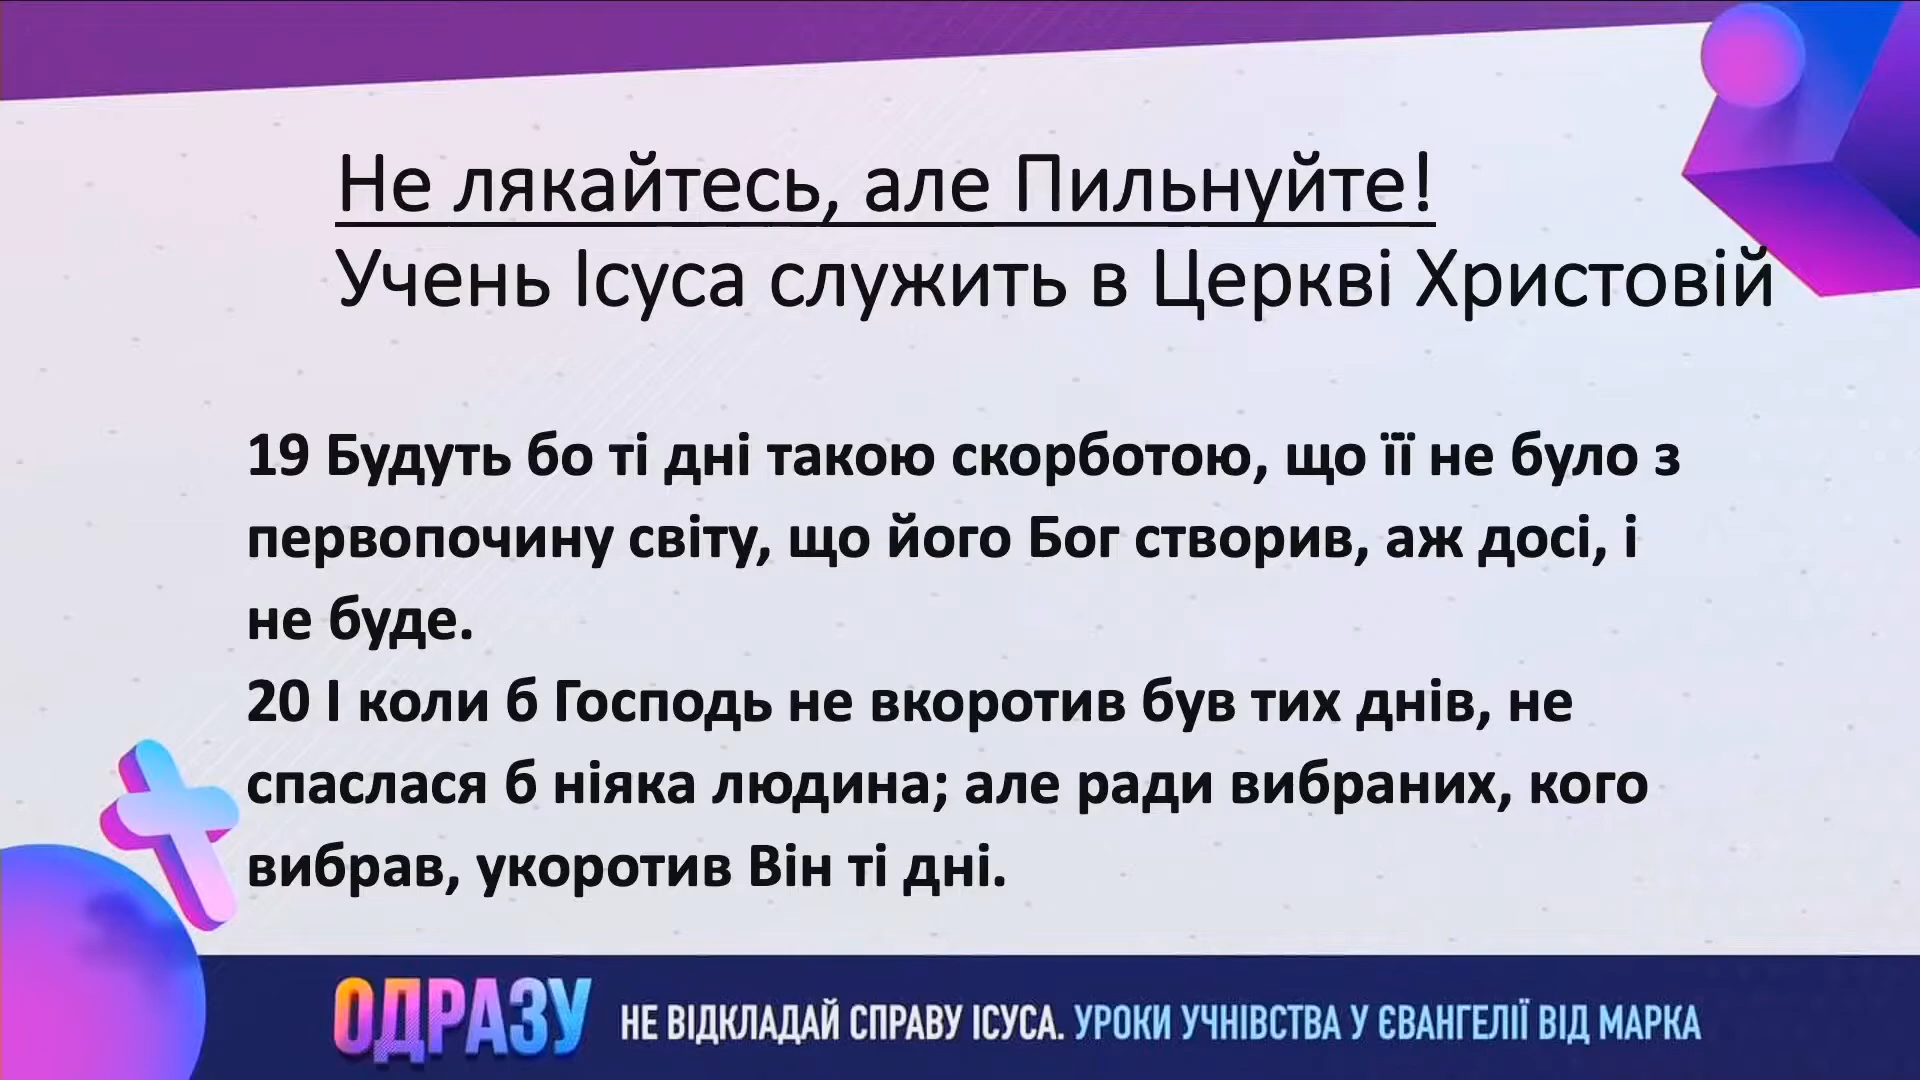 Не лякайтесь, але Пильнуйте!
Учень Ісуса служить в Церкві Христовій
19 Будуть бо ті дні такою скорботою, що її не було з
первопочину світу, що його Бог створив, аж досі, і
не буде.
20 І коли б Господь не вкоротив був тих днів, не
спаслася б ніяка людина; але ради вибраних, кого
вибрав, укоротив Він ті дні.
ОДРАЗУ НЕ ВІДКЛАДАЙ СПРАВУ ІСУСА. УРОКИ УЧНІВСТВА У ЄВАНГЕЛІЇ ВІД МАРКА